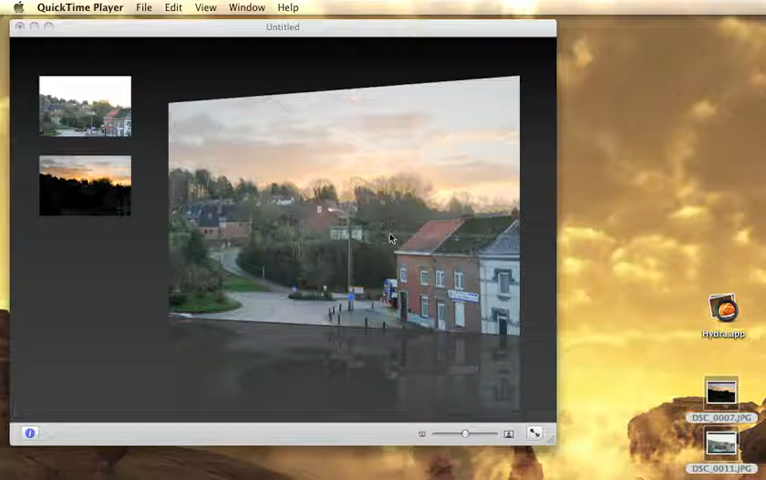 QuickTime Player File Edit View Window Help
Untitled
Hydra.app
DSC_0007.JPG
DSC_0011.JPG